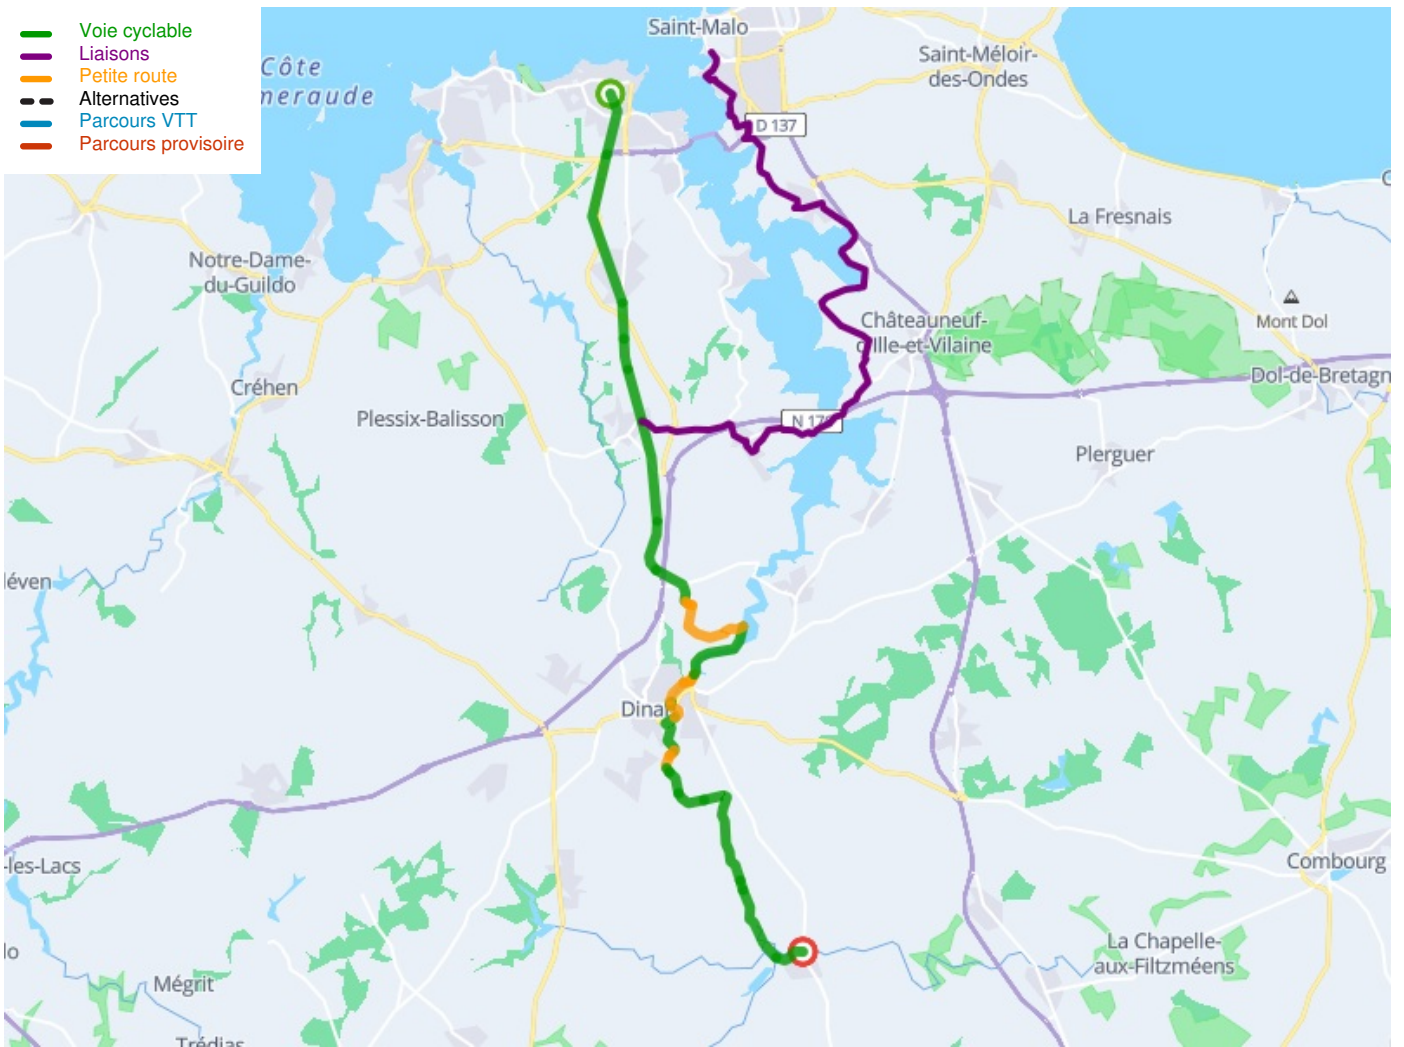 Voie cyclable
Liaisons
Petite route
Alternatives
Parcours VTT
Parcours provisoire
Côte
meraude
Saint-Malo
Saint-Méloir-
des-Ondes
D 137
La Fresnais
Notre-Dame-
du-Guildo
Mont Dol
Châteauneuf-
d'Ille-et-Vilaine
Dol-de-Bretagn
Créhen
Plessix-Balisson
N 176
Plerguer
léven
Dinan
-les-Lacs
Combourg
La Chapelle-
aux-Filtzméens
lo
Mégrit
Trédias